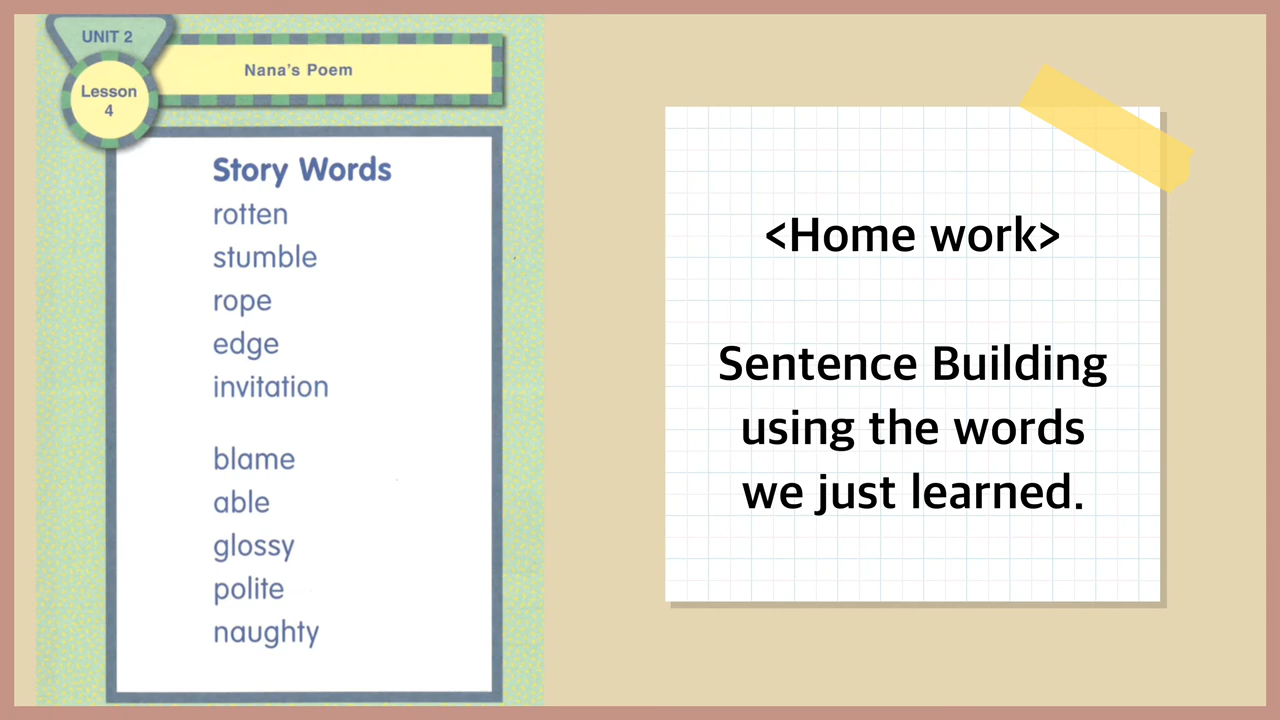 UNIT 2
Lesson
4
Nana's Poem
Story Words
rotten
stumble
rope
edge
invitation
blame
able
glossy
polite
naughty
<Home work>
Sentence Building
using the words
we just learned.